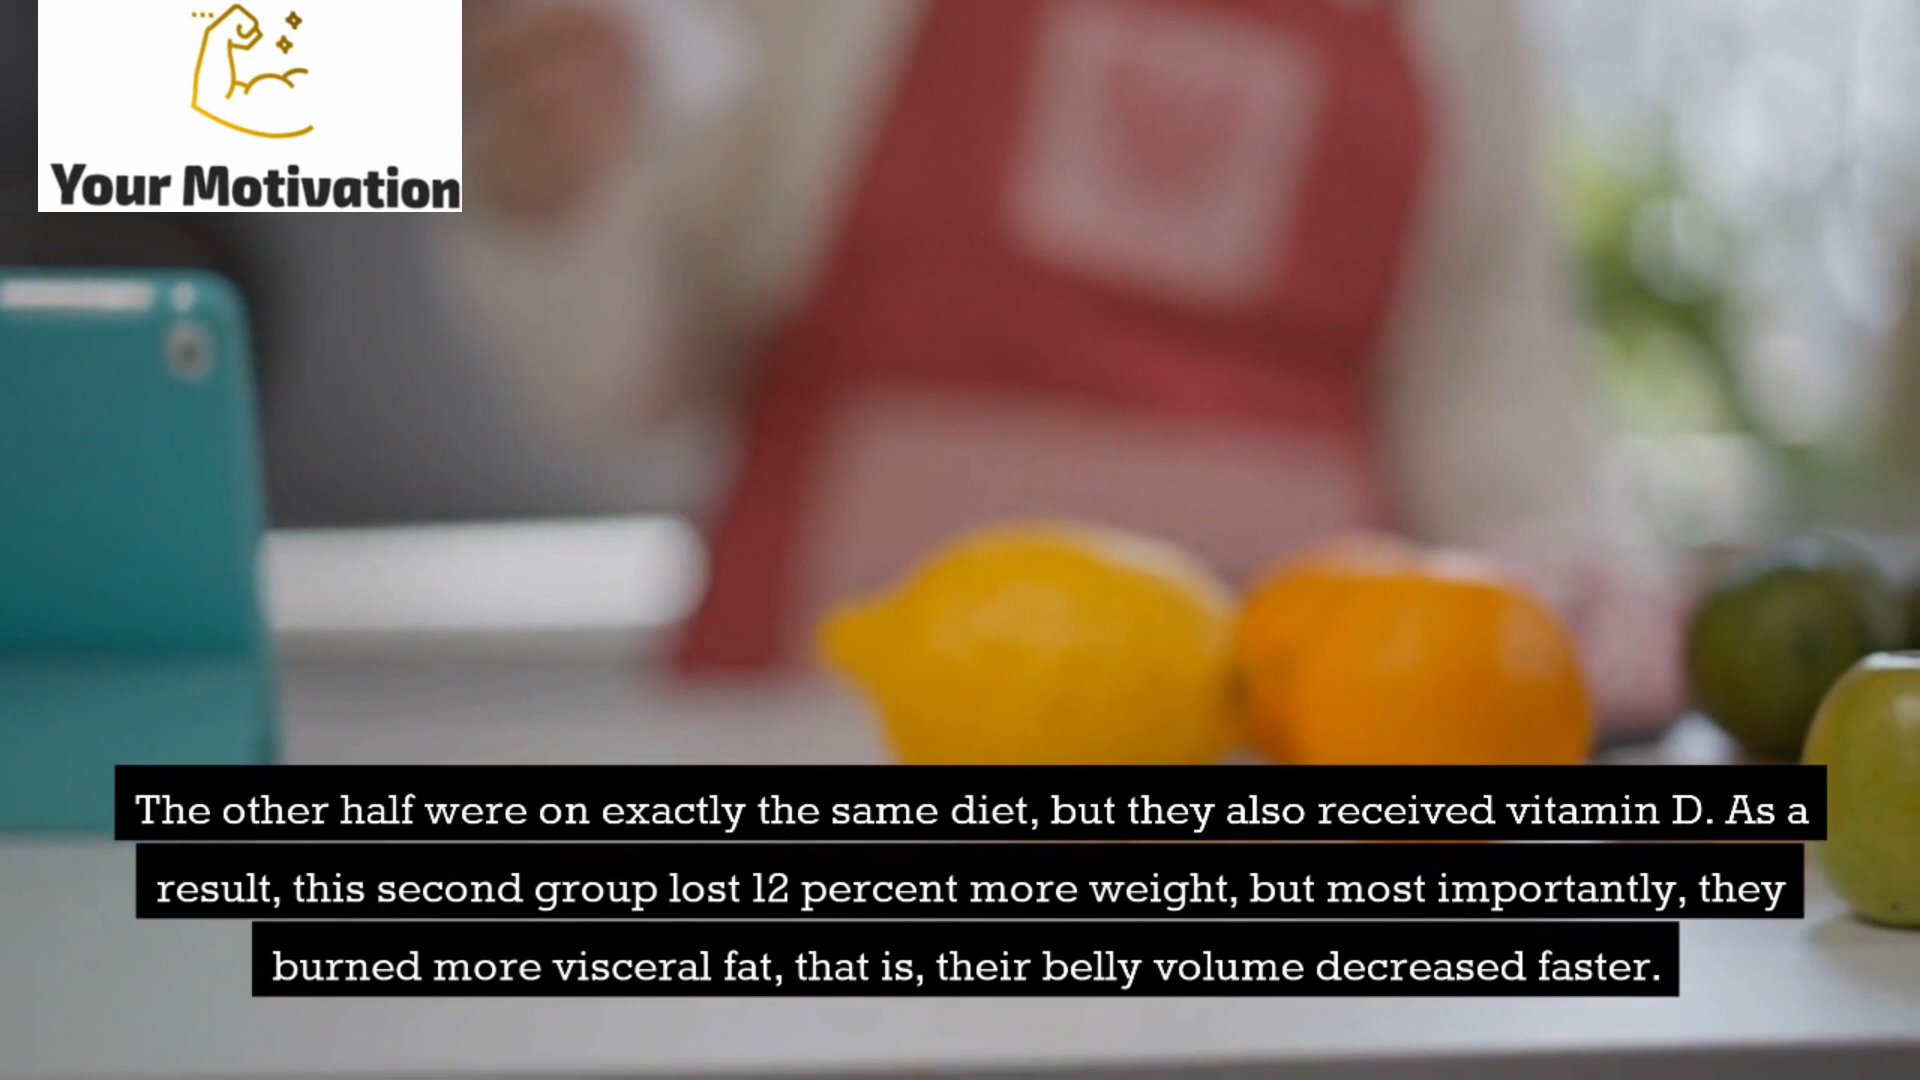 Your Motivation
The other half were on exactly the same diet, but they also received vitamin D. As a
result, this second group lost 12 percent more weight, but most importantly, they
burned more visceral fat, that is, their belly volume decreased faster.